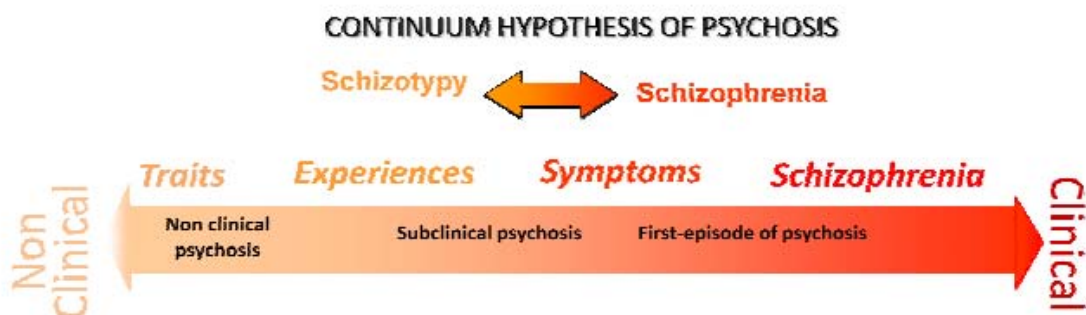 CONTINUUM HYPOTHESIS OF PSYCHOSIS
Schizotypy
Schizophrenia
Traits
Experiences
Symptoms
Schizophrenia
Non
Clinical
Non clinical
psychosis
Subclinical psychosis
First-episode of psychosis
Clinical